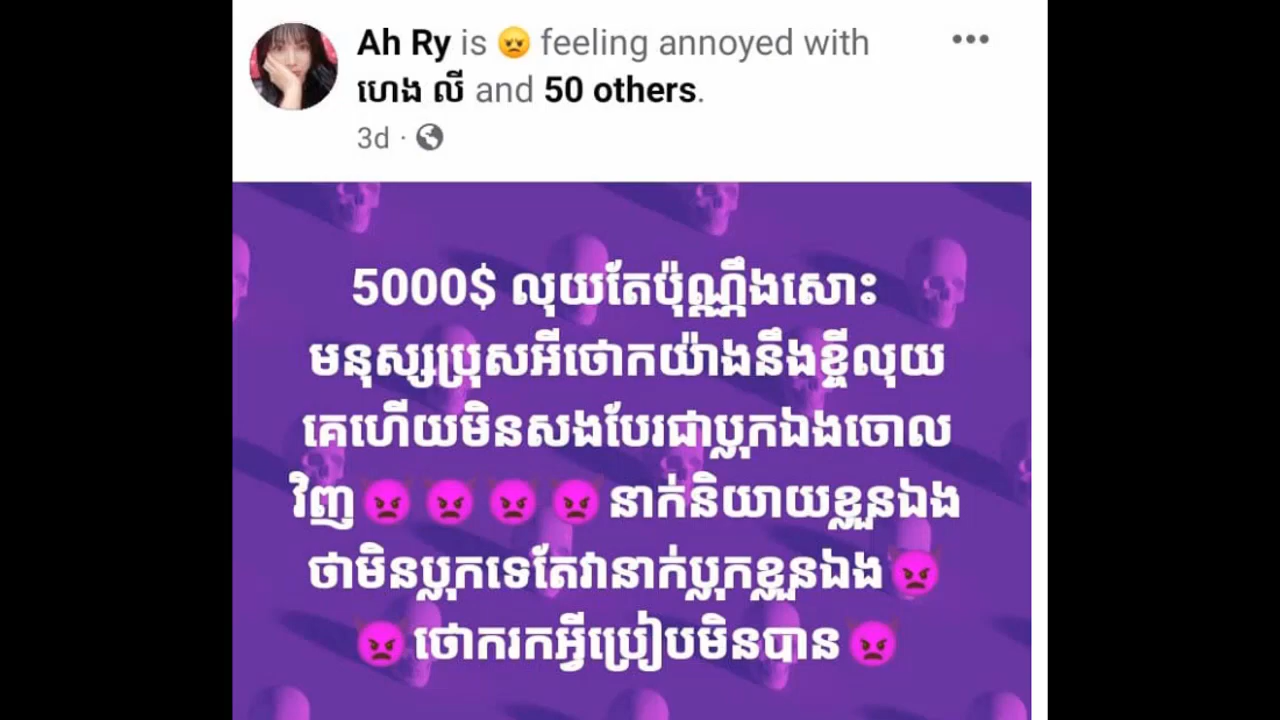 Ah Ry is 😠 feeling annoyed with
ហេង លី and 50 others.
3d ·
5000$ លុយតែប៉ុណ្ណឹងសោះ
មនុស្សប្រុសអីថោកយ៉ាងនឹងខ្ចីលុយ
គេហើយមិនសងបែរជាប្លុកឯងចោល
វិញ👿👿👿👿នាក់និយាយខ្លួនឯង
ថាមិនប្លុកទេតែវានាក់ប្លុកខ្លួនឯង👿
👿ថោករកអ្វីប្រៀបមិនបាន👿